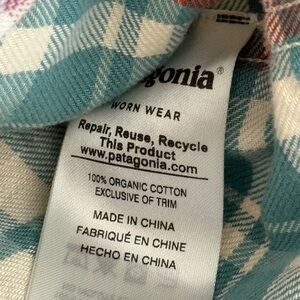 gonia®
WORN WEAR
Repair, Reuse, Recycle
This Product
www.patagonia.com
100% ORGANIC COTTON
EXCLUSIVE OF TRIM
MADE IN CHINA
FABRIQUÉ EN CHINE
HECHO EN CHINA